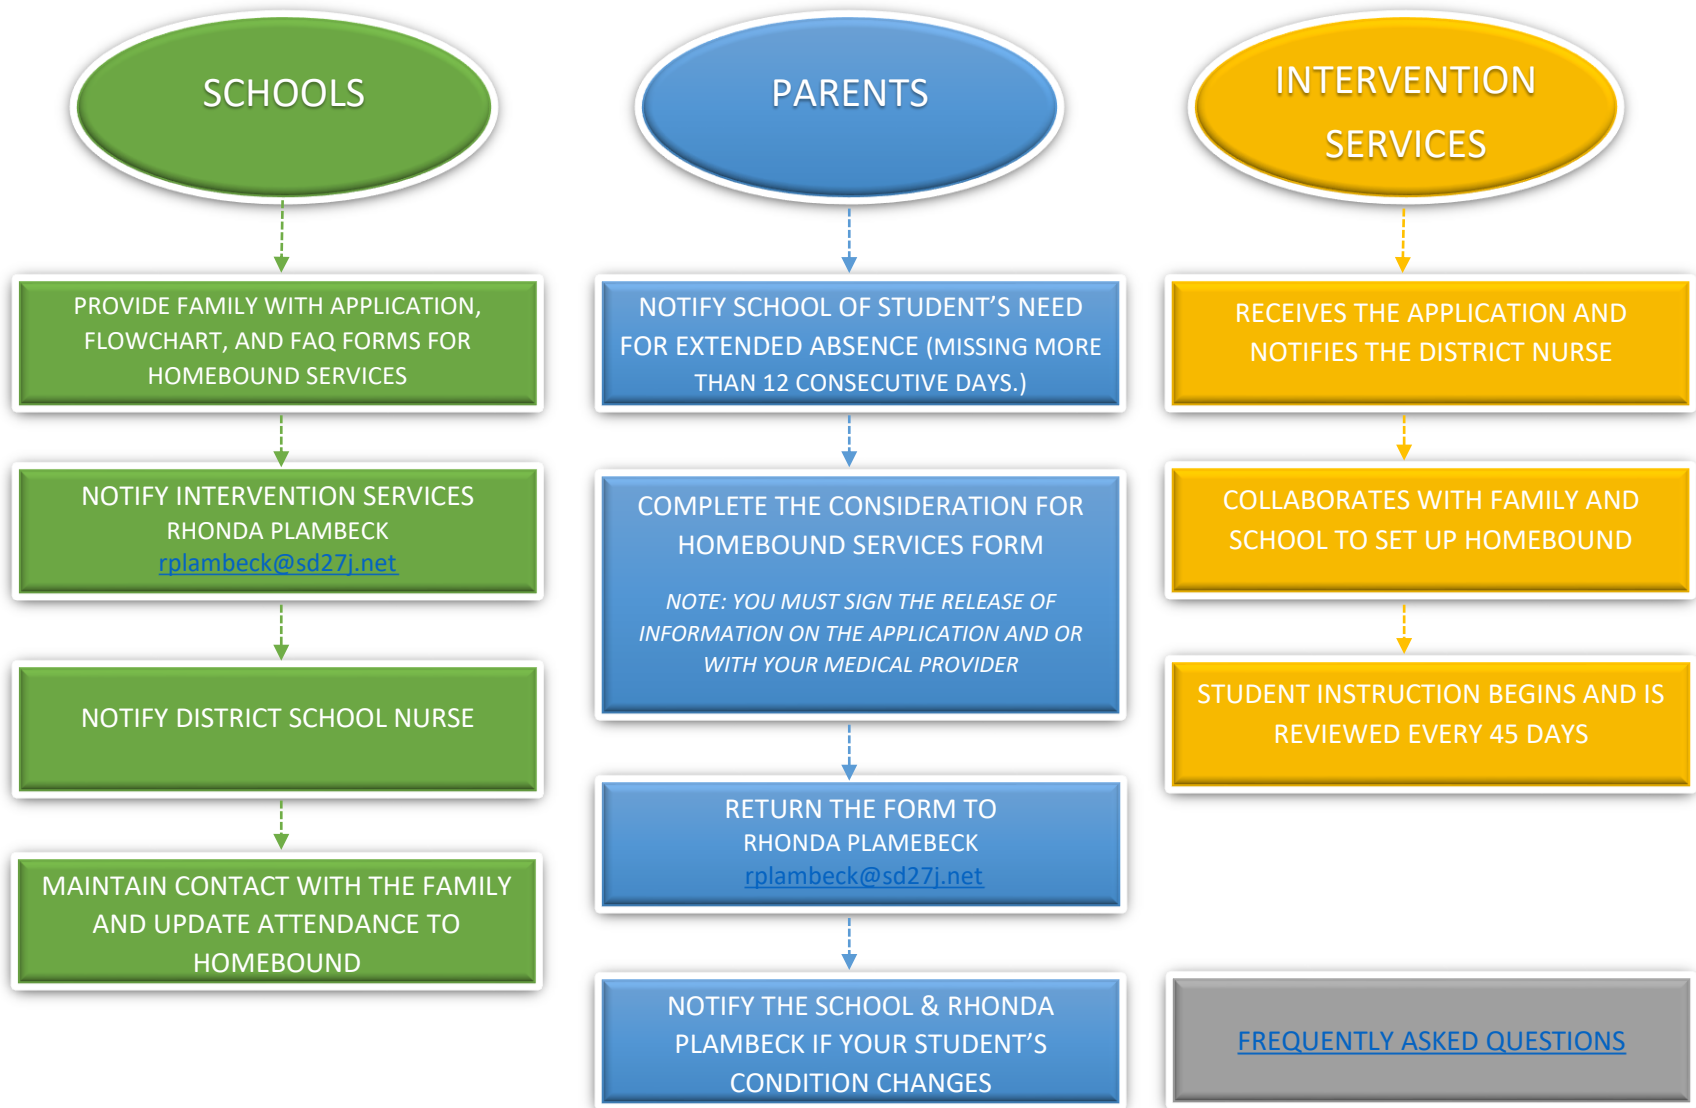 SCHOOLS
PROVIDE FAMILY WITH APPLICATION,
FLOWCHART, AND FAQ FORMS FOR
HOMEBOUND SERVICES
NOTIFY INTERVENTION SERVICES
RHONDA PLAMBECK
rplambeck@sd27j.net
NOTIFY DISTRICT SCHOOL NURSE
MAINTAIN CONTACT WITH THE FAMILY
AND UPDATE ATTENDANCE TO
HOMEBOUND
PARENTS
NOTIFY SCHOOL OF STUDENT’S NEED
FOR EXTENDED ABSENCE (MISSING MORE
THAN 12 CONSECUTIVE DAYS.)
COMPLETE THE CONSIDERATION FOR
HOMEBOUND SERVICES FORM
NOTE: YOU MUST SIGN THE RELEASE OF
INFORMATION ON THE APPLICATION AND OR
WITH YOUR MEDICAL PROVIDER
RETURN THE FORM TO
RHONDA PLAMEBECK
rplambeck@sd27j.net
NOTIFY THE SCHOOL & RHONDA
PLAMBECK IF YOUR STUDENT’S
CONDITION CHANGES
INTERVENTION
SERVICES
RECEIVES THE APPLICATION AND
NOTIFIES THE DISTRICT NURSE
COLLABORATES WITH FAMILY AND
SCHOOL TO SET UP HOMEBOUND
STUDENT INSTRUCTION BEGINS AND IS
REVIEWED EVERY 45 DAYS
FREQUENTLY ASKED QUESTIONS